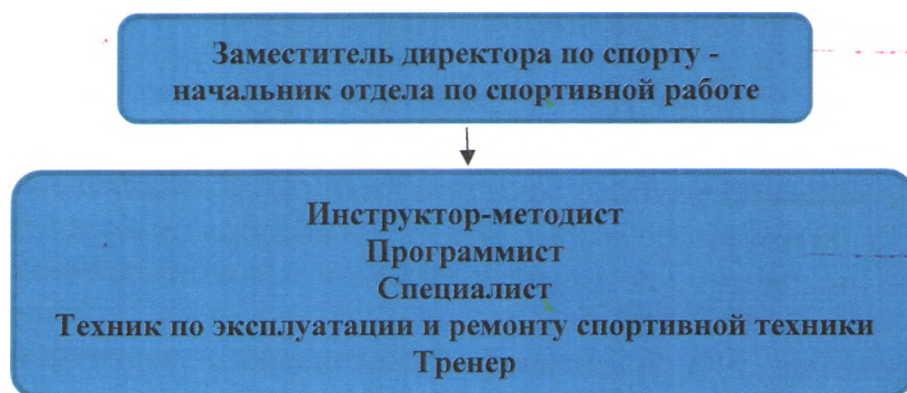 Заместитель директора по спорту -
начальник отдела по спортивной работе
Инструктор-методист
Программист
Специалист
Техник по эксплуатации и ремонту спортивной техники
Тренер